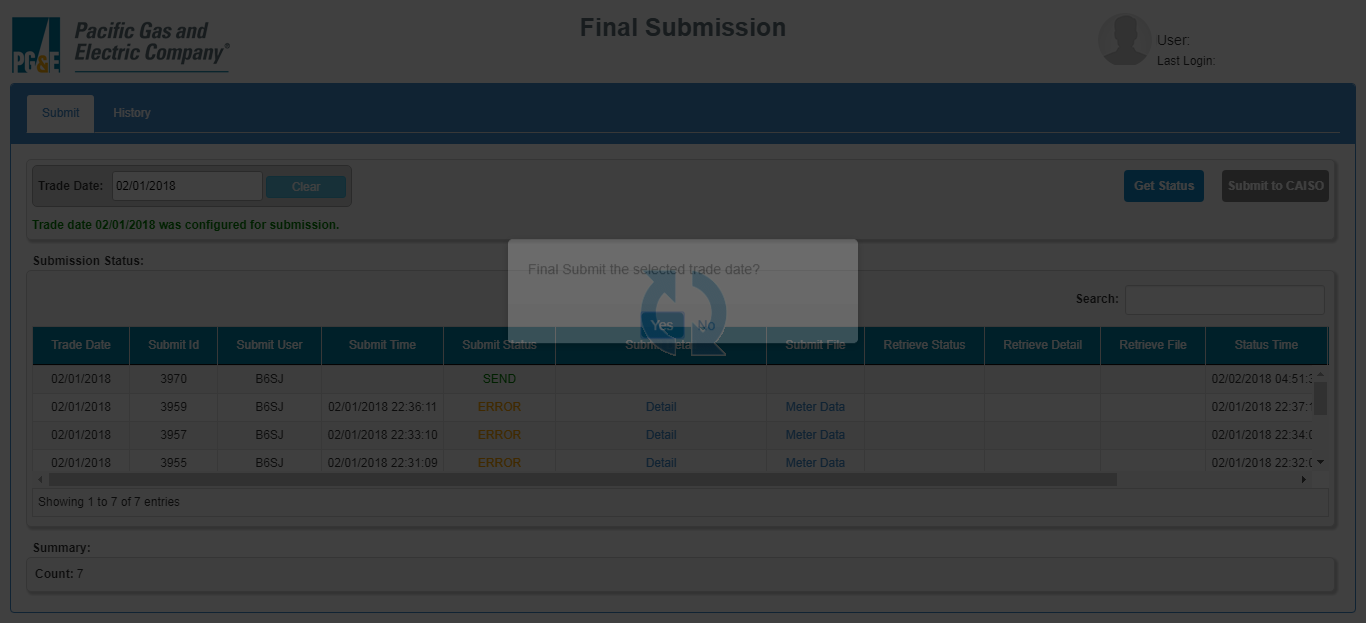 PG&E
Pacific Gas and
Electric Company®
Final Submission
User:
Last Login:
Submit History
Trade Date: 02/01/2018 Clear
Get Status Submit to CAISO
Trade date 02/01/2018 was configured for submission.
Final Submit the selected trade date?
Yes No
Submission Status:
Search:
Trade Date Submit Id Submit User Submit Time Submit Status Submit File Retrieve Status Retrieve Detail Retrieve File Status Time
02/01/2018 3970 B6SJ SEND 02/02/2018 04:51:3
02/01/2018 3959 B6SJ 02/01/2018 22:36:11 ERROR Detail Meter Data 02/01/2018 22:37:1
02/01/2018 3957 B6SJ 02/01/2018 22:33:10 ERROR Detail Meter Data 02/01/2018 22:34:0
02/01/2018 3955 B6SJ 02/01/2018 22:31:09 ERROR Detail Meter Data 02/01/2018 22:32:0
Showing 1 to 7 of 7 entries
Summary:
Count: 7